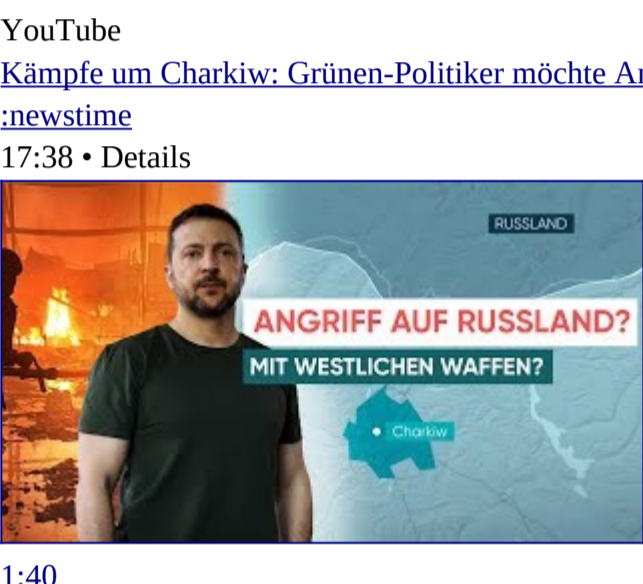 YouTube
Kämpfe um Charkiw: Grünen-Politiker möchte
:newstime
17:38 • Details
RUSSLAND
ANGRIFF AUF RUSSLAND?
MIT WESTLICHEN WAFFEN?
Charkiw
1:40